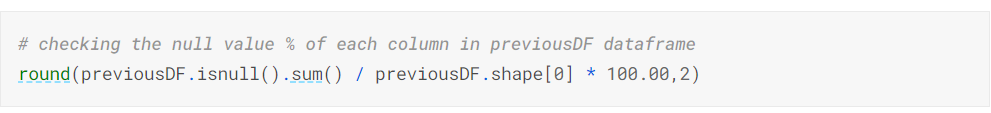 # checking the null value % of each column in previousDF dataframe
round(previousDF.isnull().sum() / previousDF.shape[0] * 100.00,2)